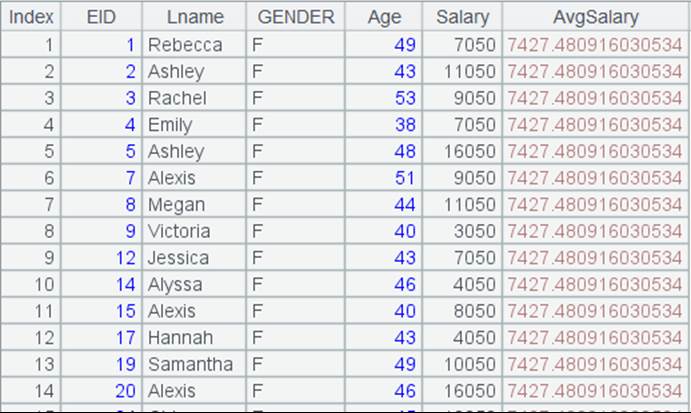 Index EID Lname GENDER Age Salary AvgSalary
1 1 Rebecca F 49 7050 7427.480916030534
2 2 Ashley F 43 11050 7427.480916030534
3 3 Rachel F 53 9050 7427.480916030534
4 4 Emily F 38 7050 7427.480916030534
5 5 Ashley F 48 16050 7427.480916030534
6 7 Alexis F 51 9050 7427.480916030534
7 8 Megan F 44 11050 7427.480916030534
8 9 Victoria F 40 3050 7427.480916030534
9 12 Jessica F 43 7050 7427.480916030534
10 14 Alyssa F 46 4050 7427.480916030534
11 15 Alexis F 40 8050 7427.480916030534
12 17 Hannah F 43 4050 7427.480916030534
13 19 Samantha F 49 10050 7427.480916030534
14 20 Alexis F 46 16050 7427.480916030534